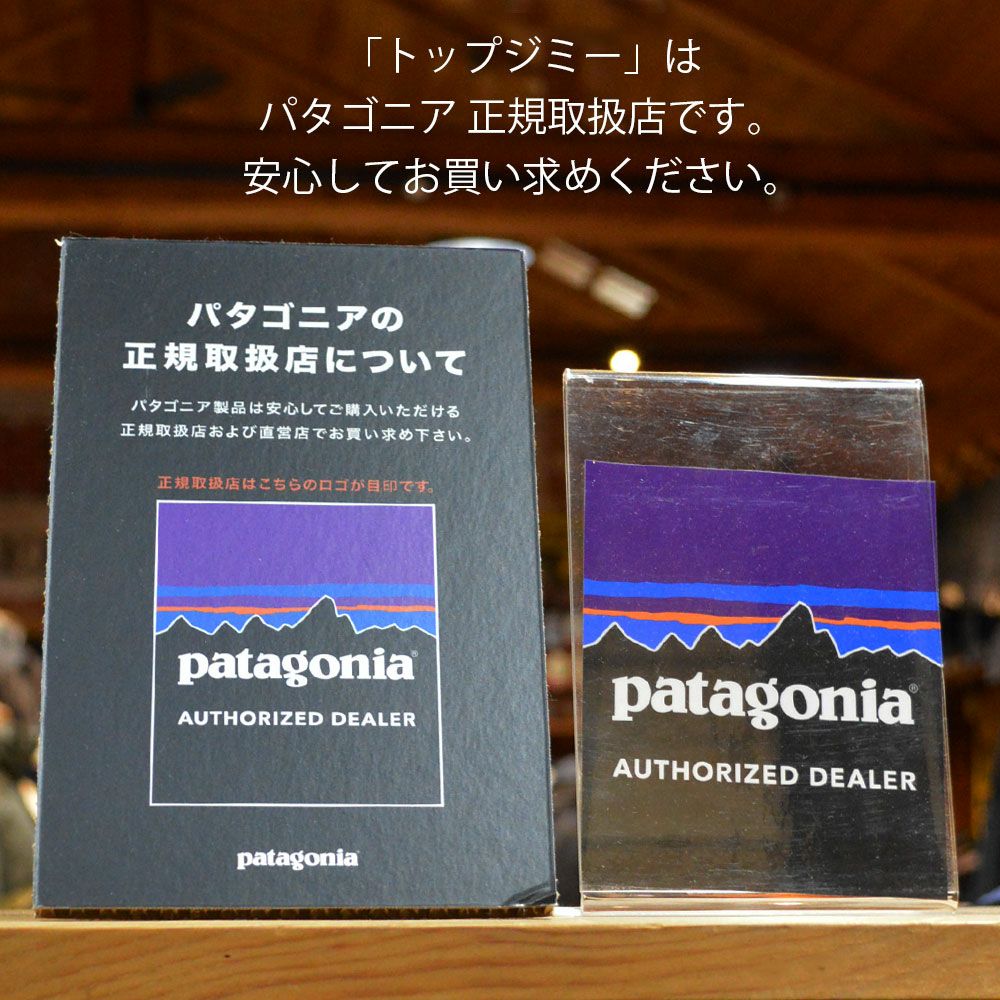 「トップジミー」は
パタゴニア 正規取扱店です。
安心してお買い求めください。
パタゴニアの
正規取扱店について
パタゴニア製品は安心してご購入いただける
正規取扱店および直営店でお買い求め下さい。
正規取扱店はこちらのロゴが目印です。
patagonia®
AUTHORIZED DEALER
patagonia
patagonia®
AUTHORIZED DEALER